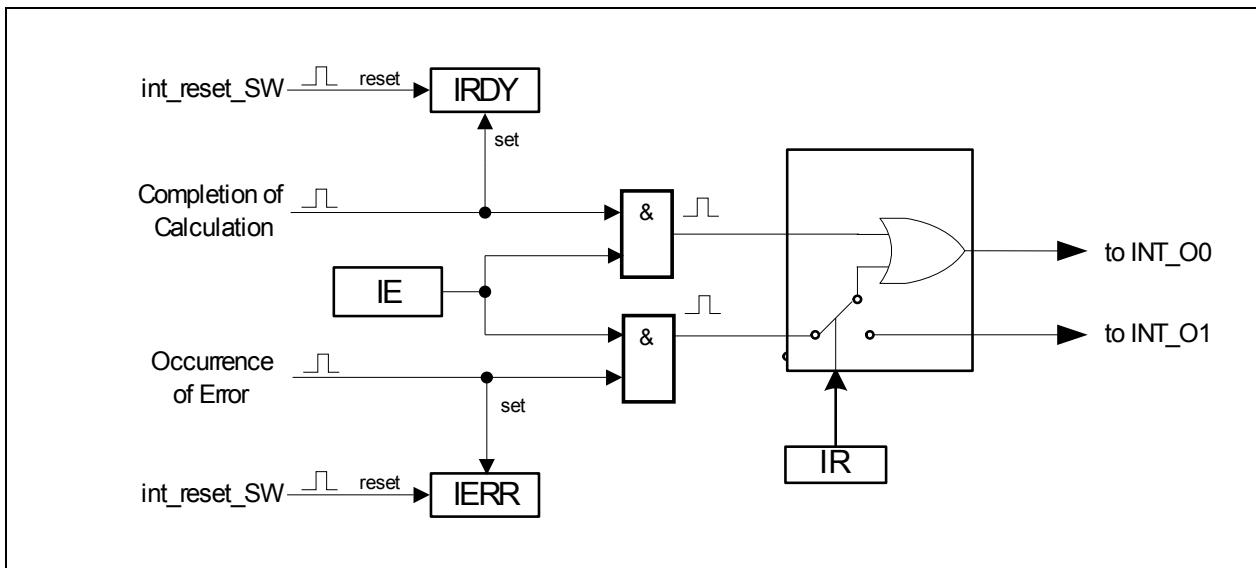 int_reset_SW
reset
IRDY
set
Completion of
Calculation
&
to INT_O0
IE
&
to INT_O1
Occurrence
of Error
set
IR
int_reset_SW
reset
IERR